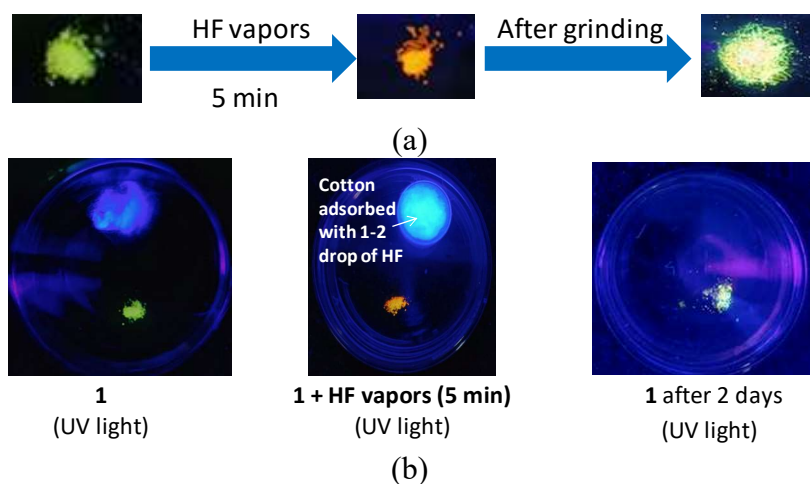 HF vapors
5 min
After grinding
(a)
Cotton
adsorbed
with 1-2
drop of HF
1
(UV light)
1 + HF vapors (5 min)
(UV light)
1 after 2 days
(UV light)
(b)